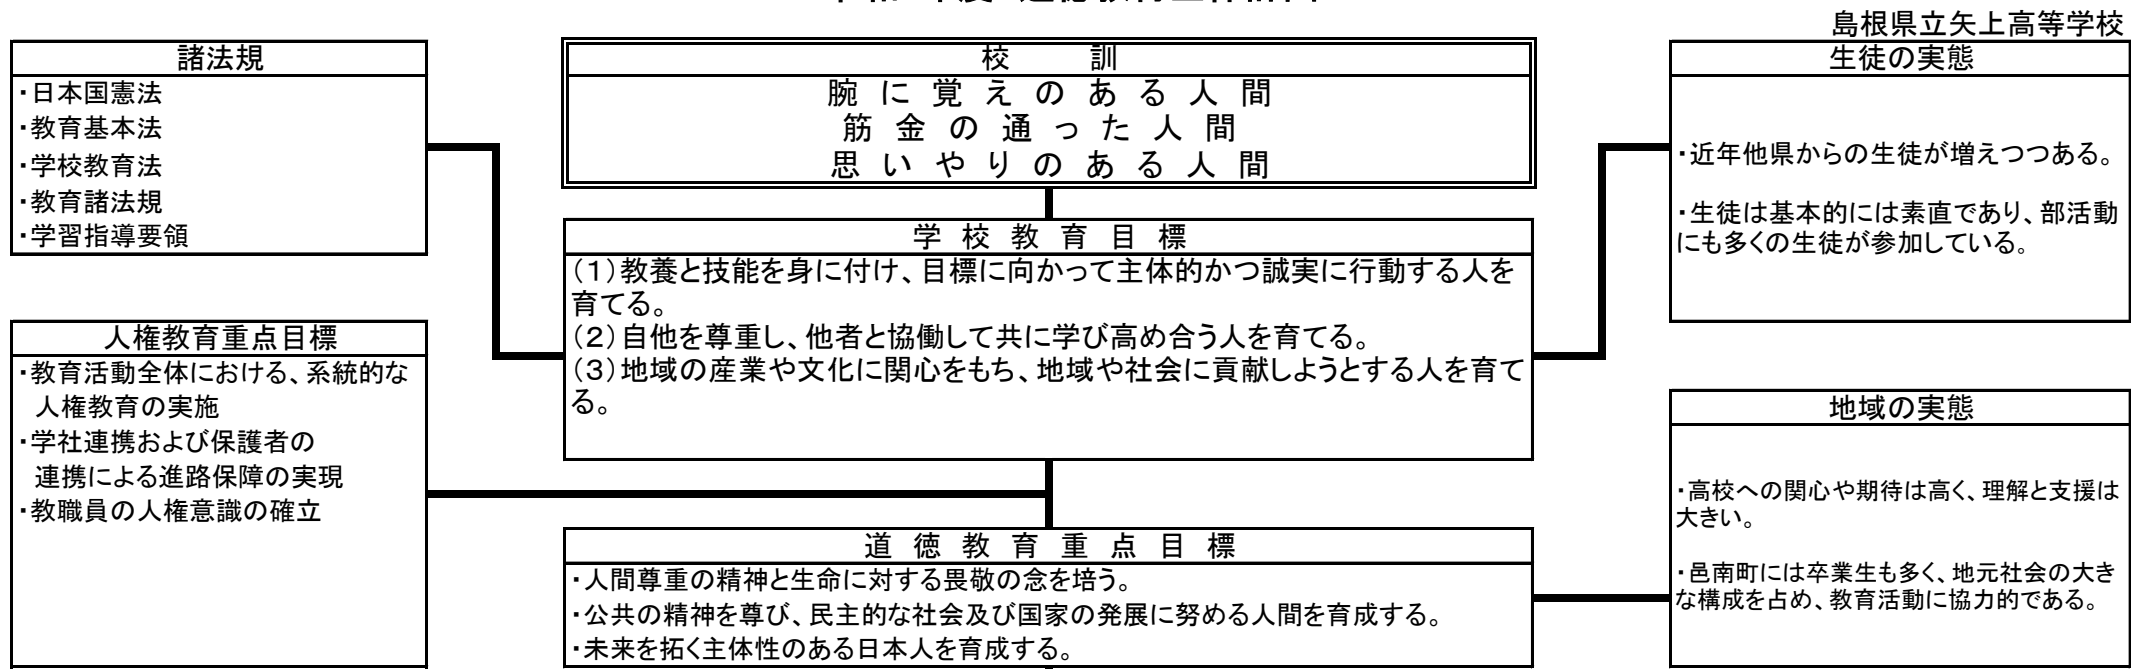 島根県立矢上高等学校
諸法規
・日本国憲法
・教育基本法
・学校教育法
・教育諸法規
・学習指導要領
校　訓
腕に覚えのある人間
筋金の通った人間
思いやりのある人間
生徒の実態
・近年他県からの生徒が増えつつある。
・生徒は基本的には素直であり、部活動
にも多くの生徒が参加している。
学校教育目標
（１）教養と技能を身に付け、目標に向かって主体的かつ誠実に行動する人を
育てる。
（２）自他を尊重し、他者と協働して共に学び高め合う人を育てる。
（３）地域の産業や文化に関心をもち、地域や社会に貢献しようとする人を育て
る。
人権教育重点目標
・教育活動全体における、系統的な
人権教育の実施
・学社連携および保護者の
連携による進路保障の実現
・教職員の人権意識の確立
地域の実態
・高校への関心や期待は高く、理解と支援は
大きい。
・邑南町には卒業生も多く、地元社会の大き
な構成を占め、教育活動に協力的である。
道徳教育重点目標
・人間尊重の精神と生命に対する畏敬の念を培う。
・公共の精神を尊び、民主的な社会及び国家の発展に努める人間を育成する。
・未来を拓く主体性のある日本人を育成する。